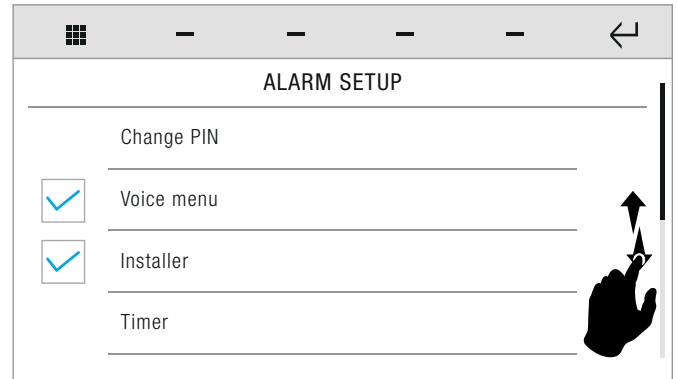 ALARM SETUP
Change PIN
Voice menu
Installer
Timer